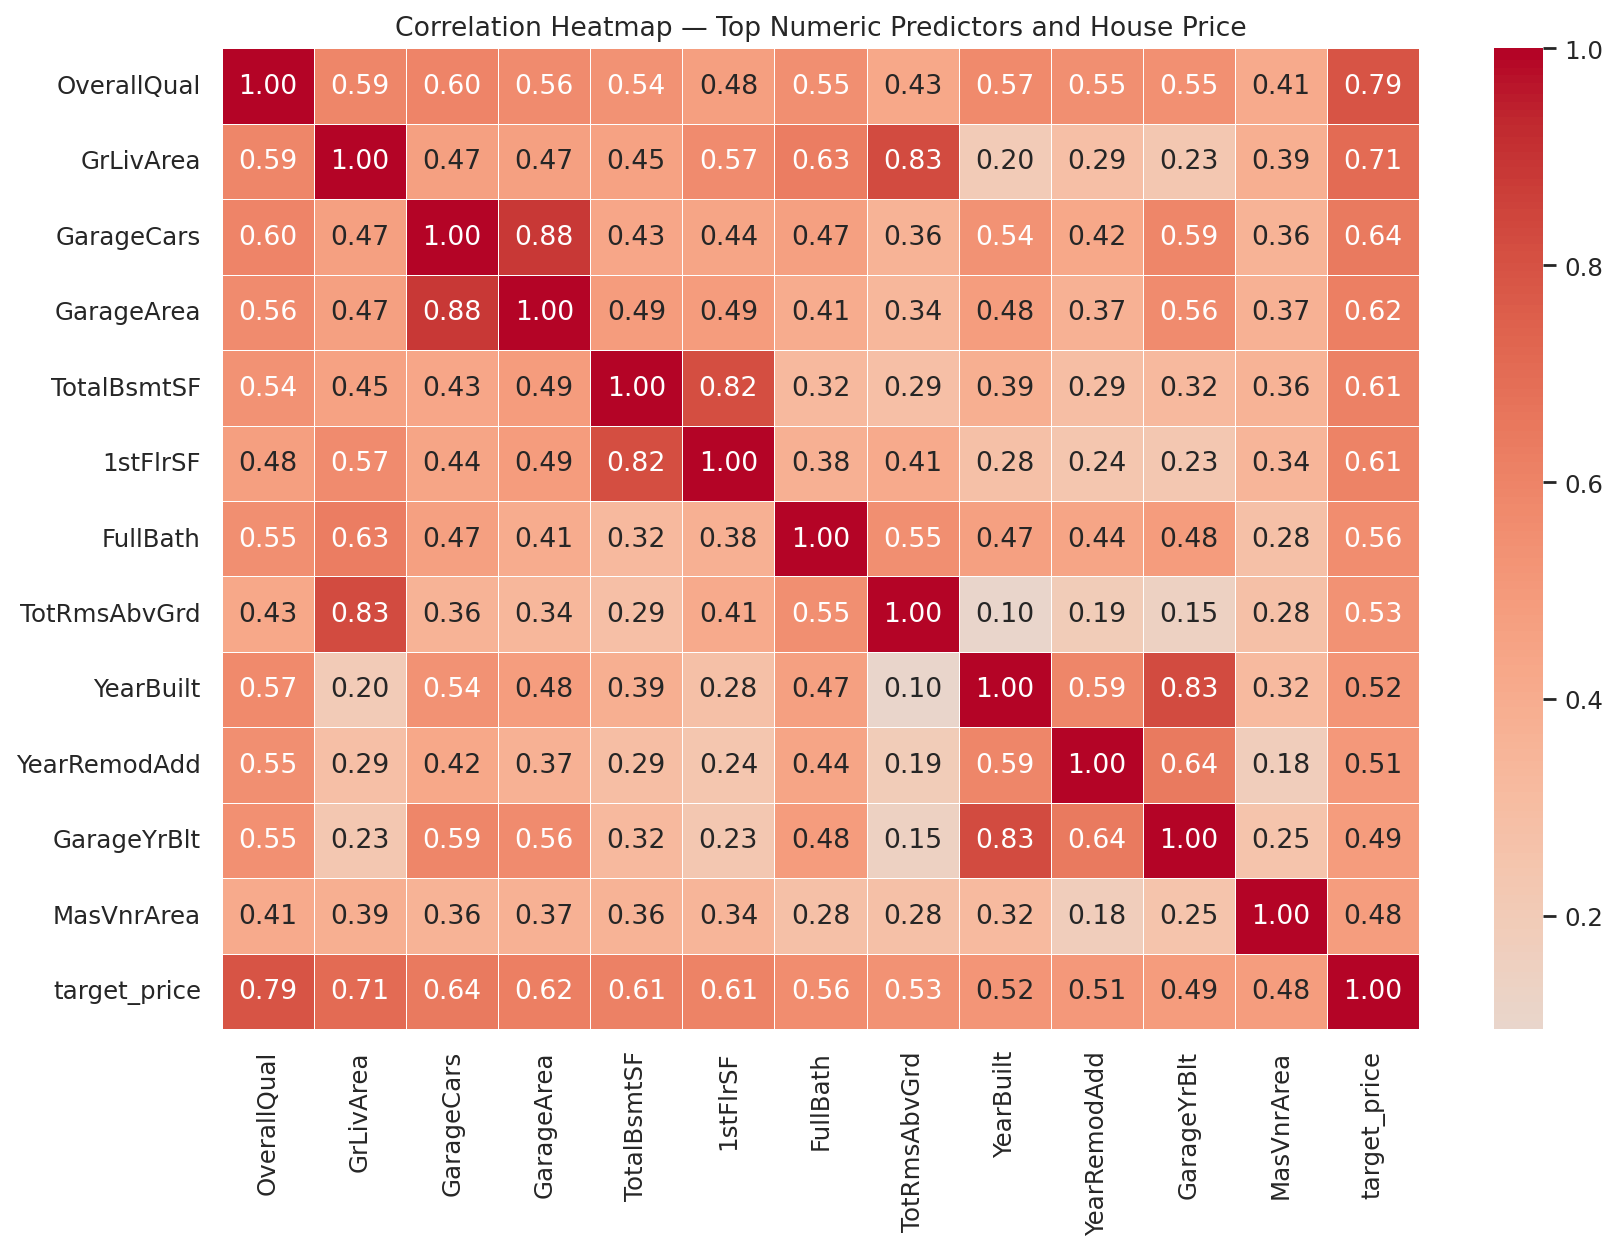 Correlation Heatmap — Top Numeric Predictors and House Price
OverallQual 1.00 0.59 0.60 0.56 0.54 0.48 0.55 0.43 0.57 0.55 0.55 0.41 0.79
GrLivArea 0.59 1.00 0.47 0.47 0.45 0.57 0.63 0.83 0.20 0.29 0.23 0.39 0.71
GarageCars 0.60 0.47 1.00 0.88 0.43 0.44 0.47 0.36 0.54 0.42 0.59 0.36 0.64
GarageArea 0.56 0.47 0.88 1.00 0.49 0.49 0.41 0.34 0.48 0.37 0.56 0.37 0.62
TotalBsmtSF 0.54 0.45 0.43 0.49 1.00 0.82 0.32 0.29 0.39 0.29 0.32 0.36 0.61
1stFlrSF 0.48 0.57 0.44 0.49 0.82 1.00 0.38 0.41 0.28 0.24 0.23 0.34 0.61
FullBath 0.55 0.63 0.47 0.41 0.32 0.38 1.00 0.55 0.47 0.44 0.48 0.28 0.56
TotRmsAbvGrd 0.43 0.83 0.36 0.34 0.29 0.41 0.55 1.00 0.10 0.19 0.15 0.28 0.53
YearBuilt 0.57 0.20 0.54 0.48 0.39 0.28 0.47 0.10 1.00 0.59 0.83 0.32 0.52
YearRemodAdd 0.55 0.29 0.42 0.37 0.29 0.24 0.44 0.19 0.59 1.00 0.64 0.18 0.51
GarageYrBlt 0.55 0.23 0.59 0.56 0.32 0.23 0.48 0.15 0.83 0.64 1.00 0.25 0.49
MasVnrArea 0.41 0.39 0.36 0.37 0.36 0.34 0.28 0.28 0.32 0.18 0.25 1.00 0.48
target_price 0.79 0.71 0.64 0.62 0.61 0.61 0.56 0.53 0.52 0.51 0.49 0.48 1.00
OverallQual
GrLivArea
GarageCars
GarageArea
TotalBsmtSF
1stFlrSF
FullBath
TotRmsAbvGrd
YearBuilt
YearRemodAdd
GarageYrBlt
MasVnrArea
target_price
1.0
0.8
0.6
0.4
0.2